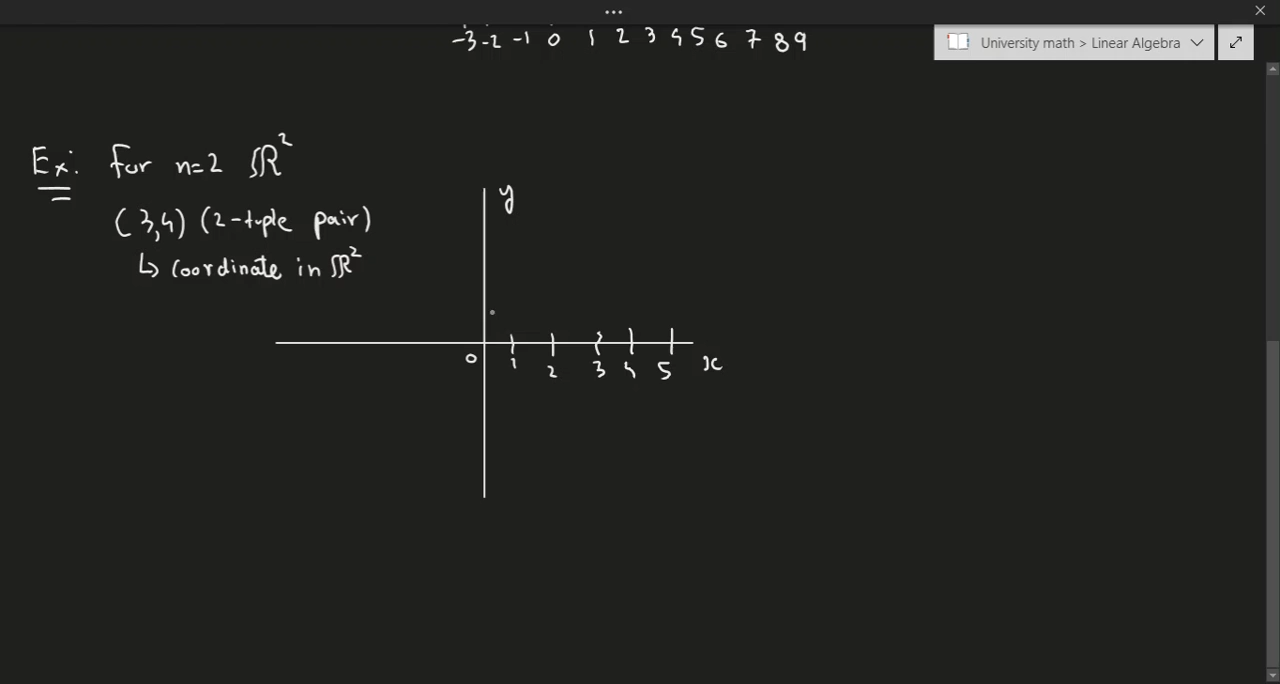 -3 -2 -1 0 1 2 3 4 5 6 7 8 9
University math > Linear Algebra
Ex: for n=2 ℝ²
(3,4) (2-tuple pair)
↳ coordinate in ℝ²
y
0 1 2 3 4 5 x